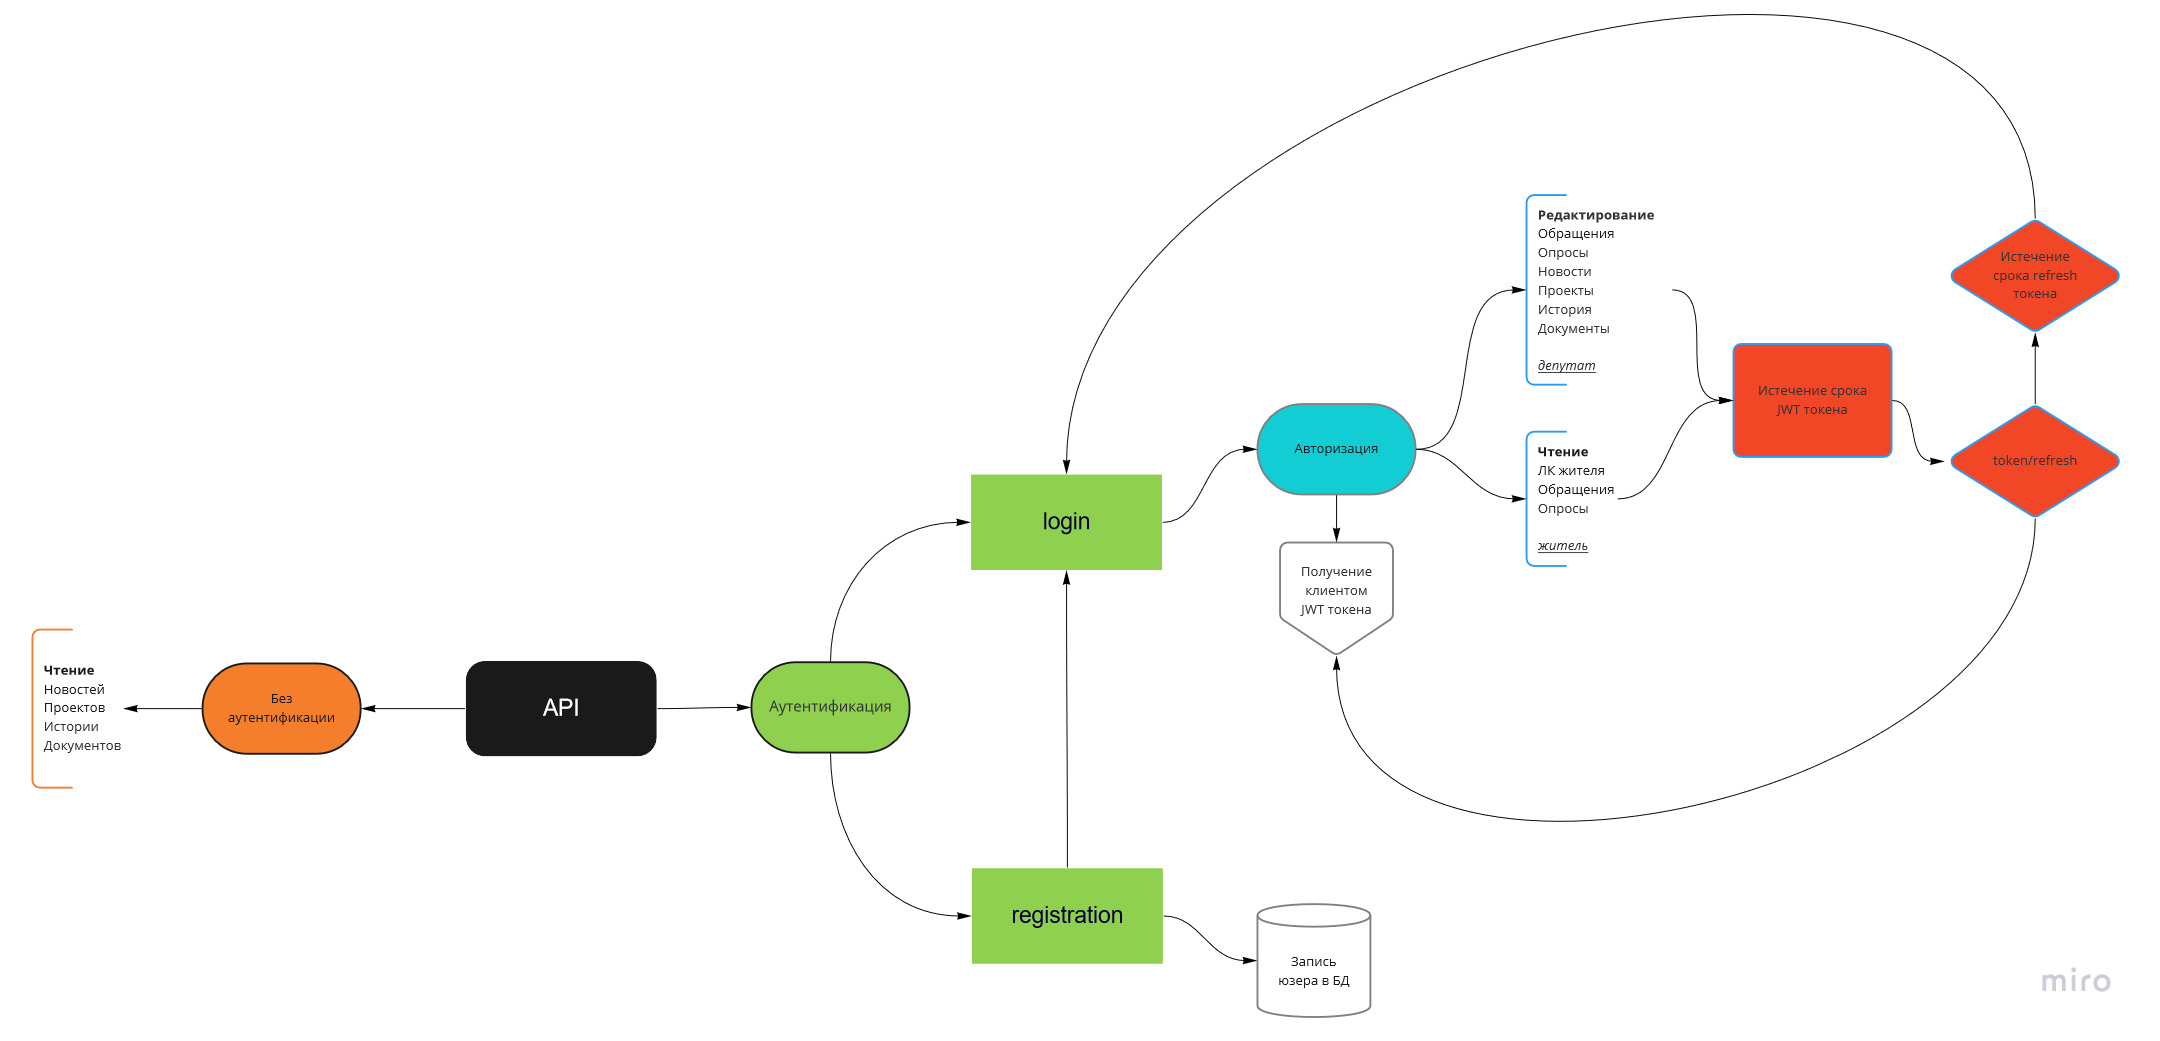 Чтение
Новостей
Проектов
Истории
Документов
Без
аутентификации
API
Аутентификация
login
registration
Авторизация
Получение
клиентом
JWT токена
Запись
юзера в БД
Редактирование
Обращения
Опросы
Новости
Проекты
История
Документы
депутат
Чтение
ЛК жителя
Обращения
Опросы
житель
Истечение срока
JWT токена
Истечение
срока refresh
токена
token/refresh
miro